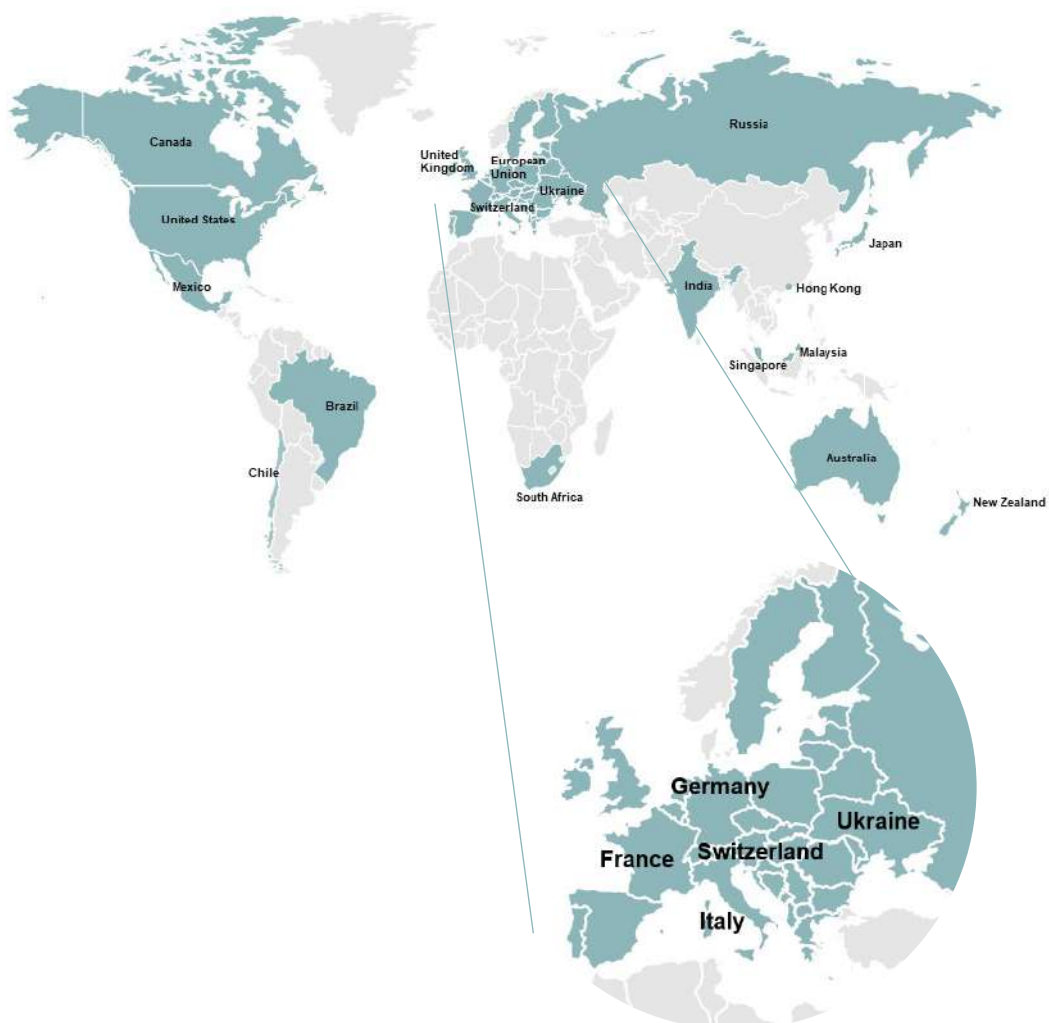 Canada
Russia
United
Kingdom
European
Union
Ukraine
Switzerland
United States
Japan
Mexico
India
Hong Kong
Malaysia
Singapore
Brazil
Australia
Chile
South Africa
New Zealand
Germany
Ukraine
Switzerland
France
Italy